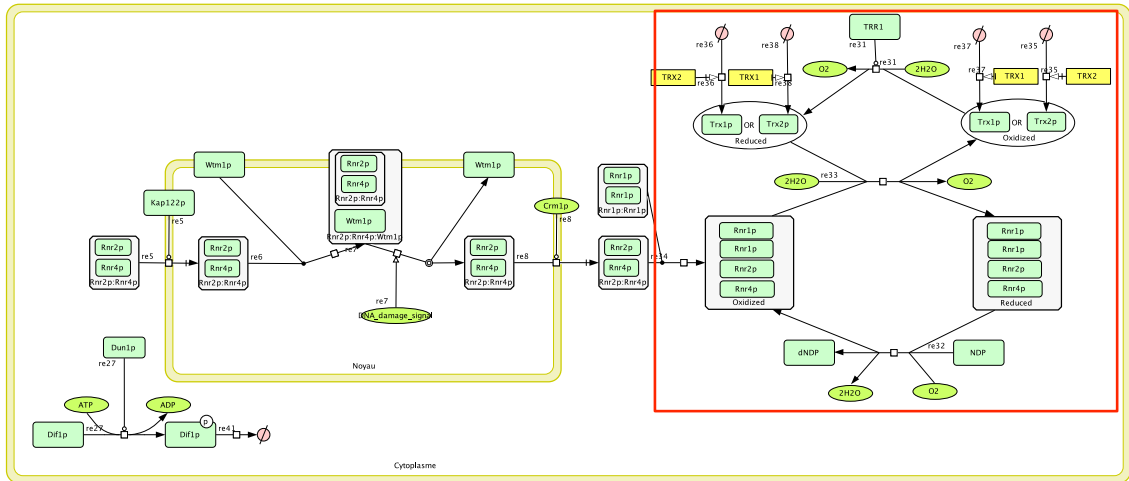 re36
re38
TRR1
re31
re37
re35
O2
re31
2H2O
TRX2
re36
TRX1
re38
re37
TRX1
re35
TRX2
Trx1p
OR
Trx2p
Reduced
Trx1p
OR
Trx2p
Oxidized
Wtm1p
Rnr2p
Rnr4p
Rnr2p:Rnr4p
Wtm1p
Rnr2p:Rnr4p:Wtm1p
Wtm1p
Rnr1p
Rnr1p
Rnr1p:Rnr1p
2H2O
re33
O2
Kap122p
re5
Crm1p
re8
Rnr2p
Rnr4p
Rnr2p:Rnr4p
re5
Rnr2p
Rnr4p
Rnr2p:Rnr4p
re6
re7
Rnr2p
Rnr4p
Rnr2p:Rnr4p
re8
Rnr2p
Rnr4p
Rnr2p:Rnr4p
re34
Rnr1p
Rnr1p
Rnr2p
Rnr4p
Oxidized
Rnr1p
Rnr1p
Rnr2p
Rnr4p
Reduced
re7
DNA_damage_signal
Dun1p
re27
Noyau
dNDP
re32
NDP
2H2O
O2
ATP
ADP
Dif1p
re27
Dif1p
p
re41
Cytoplasme